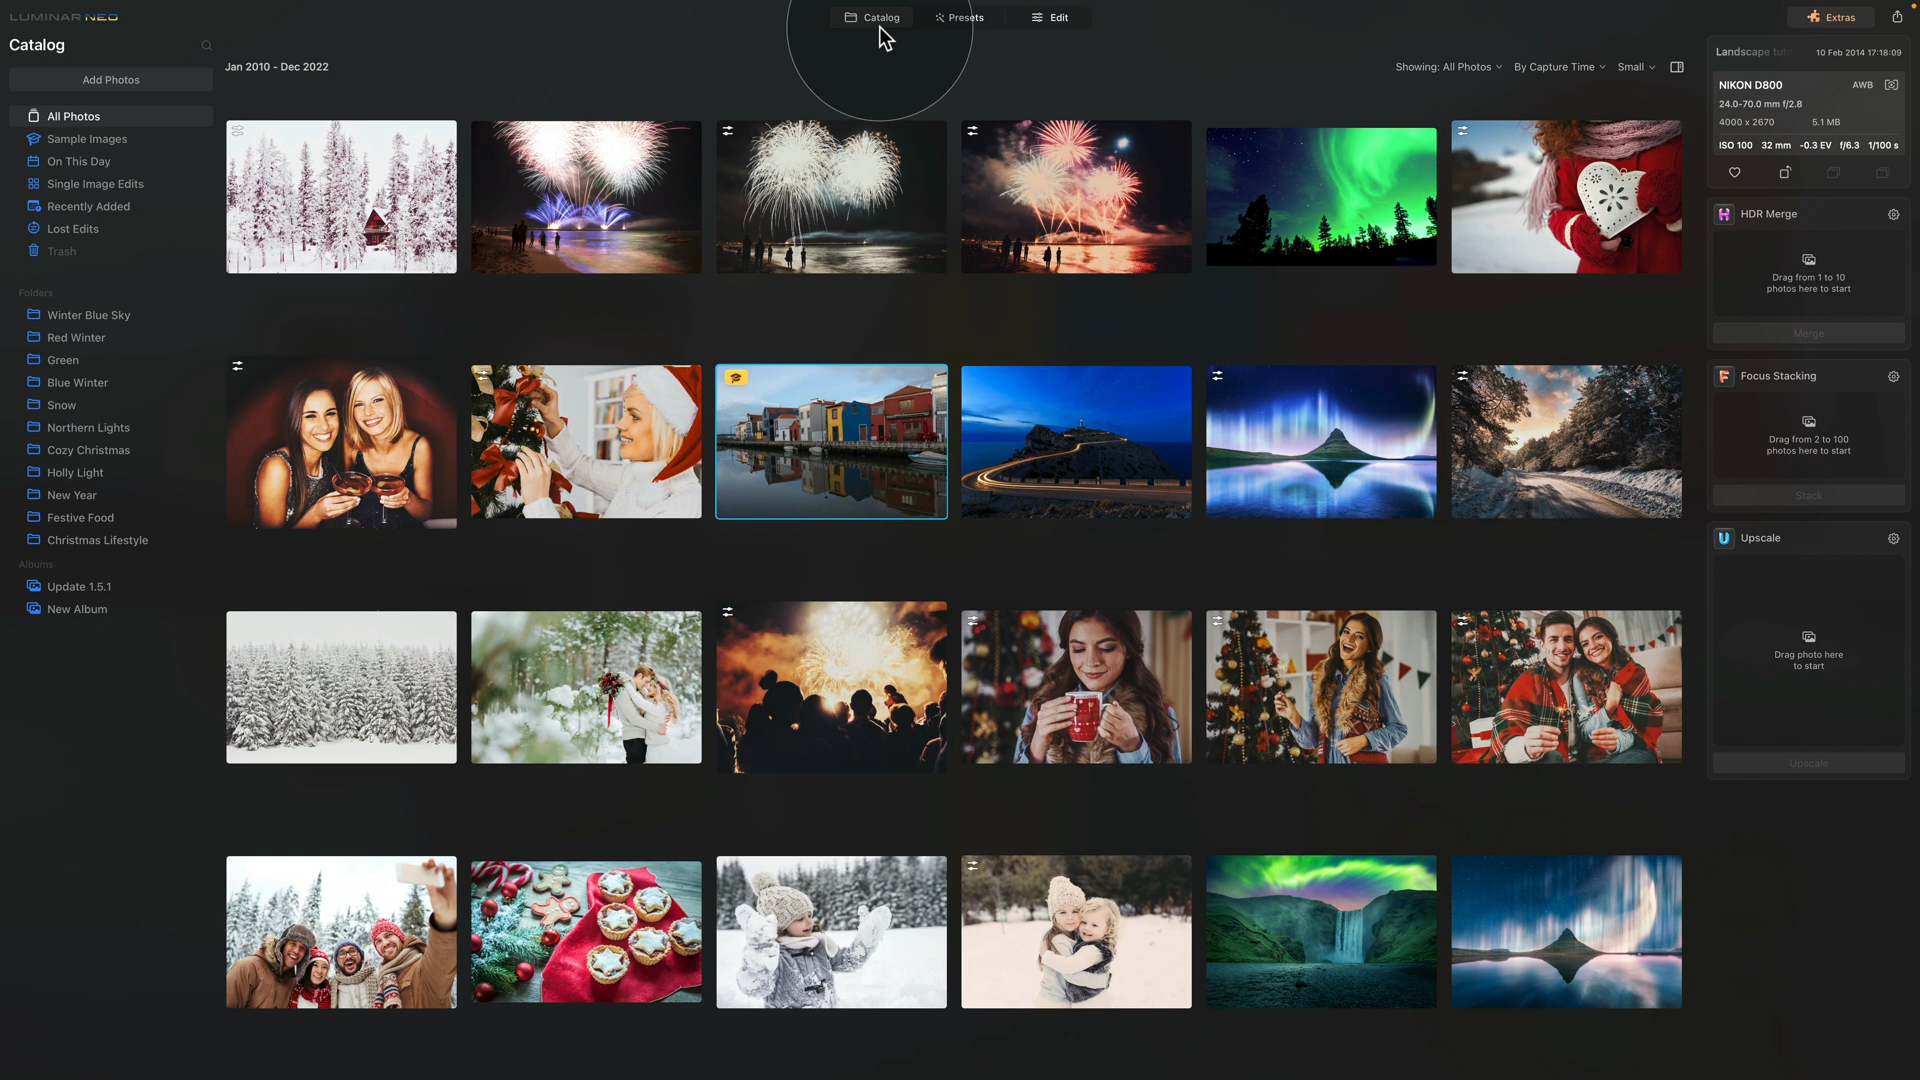 LUMINAR NEO
Catalog
Presets
Edit
Extras
Catalog
Add Photos
All Photos
Sample Images
On This Day
Single Image Edits
Recently Added
Lost Edits
Trash
Folders
Winter Blue Sky
Red Winter
Green
Blue Winter
Snow
Northern Lights
Cozy Christmas
Holly Light
New Year
Festive Food
Christmas Lifestyle
Albums
Update 1.5.1
New Album
Jan 2010 - Dec 2022
Showing: All Photos
By Capture Time
Small
Landscape 10 Feb 2014 17:18:09
NIKON D800 AWB
24.0-70.0 mm f/2.8
4000 x 2670 5.1 MB
ISO 100 32 mm -0.3 EV f/6.3 1/100 s
HDR Merge
Drag from 1 to 10
photos here to start
Merge
Focus Stacking
Drag from 2 to 100
photos here to start
Stack
Upscale
Drag photo here
to start
Upscale